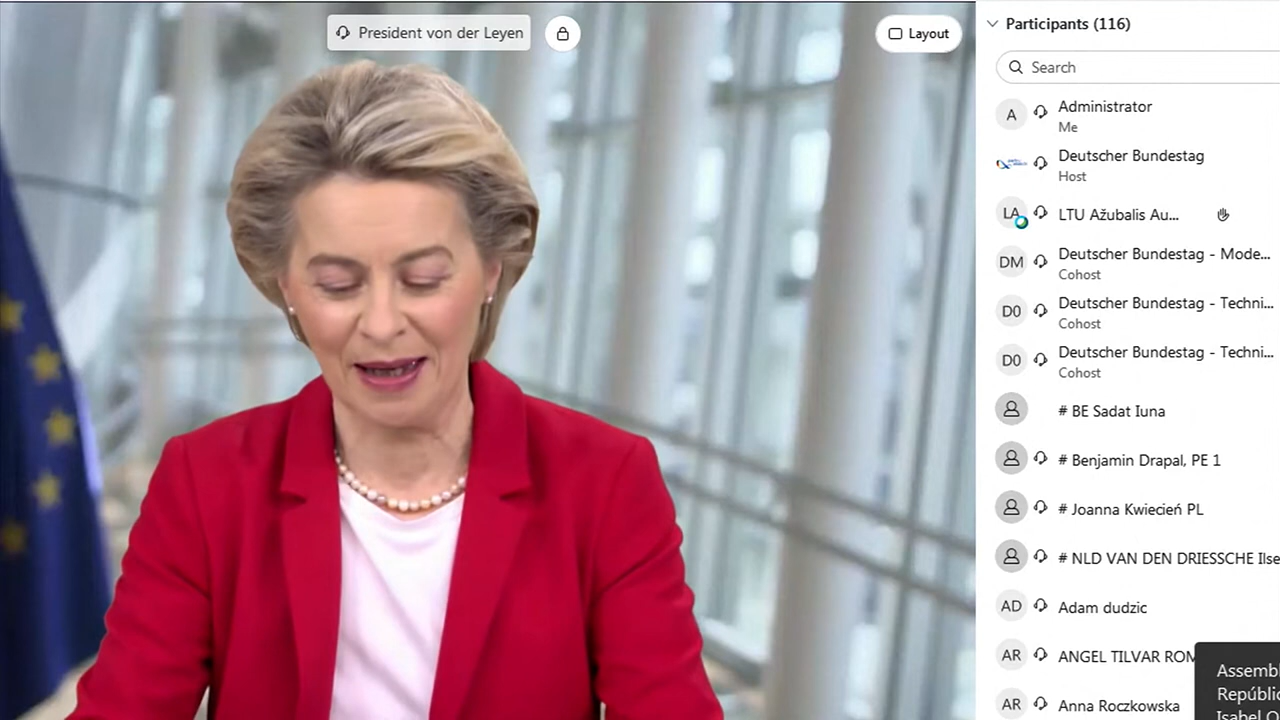 President von der Leyen
Layout
Participants (116)
Search
A
Administrator
Me
Deutscher Bundestag
Host
LA
LTU Ažubalis Au...
DM
Deutscher Bundestag - Mode...
Cohost
D0
Deutscher Bundestag - Techni...
Cohost
D0
Deutscher Bundestag - Techni...
Cohost
# BE Sadat Iuna
# Benjamin Drapal, PE 1
# Joanna Kwiecień PL
# NLD VAN DEN DRIESSCHE Ilse
AD
Adam dudzic
AR
ANGEL TILVAR ROM
AR
Anna Roczkowska
Assembl
Repúblic
Isabel O